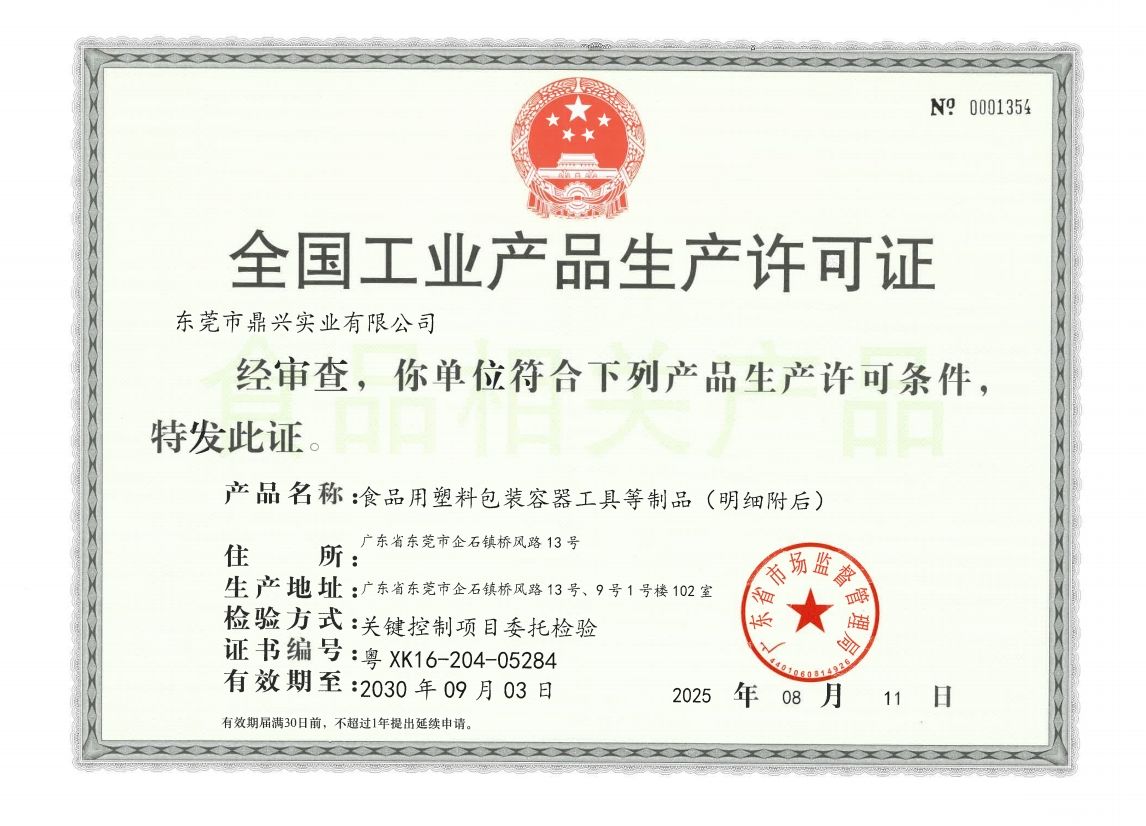 № 0001354
全国工业产品生产许可证
东莞市鼎兴实业有限公司
食品相关产品
经审查，你单位符合下列产品生产许可条件，
特发此证。
产品名称：食品用塑料包装容器工具等制品（明细附后）
住 所：广东省东莞市企石镇桥风路 13 号
生产地址：广东省东莞市企石镇桥风路 13 号、9 号 1 号楼 102 室
检验方式：关键控制项目委托检验
证书编号：粤 XK16-204-05284
有效期至：2030 年 09 月 03 日
广东省市场监督管理局
4401060814926
2025 年 08 月 11 日
有效期届满30日前，不超过1年提出延续申请。